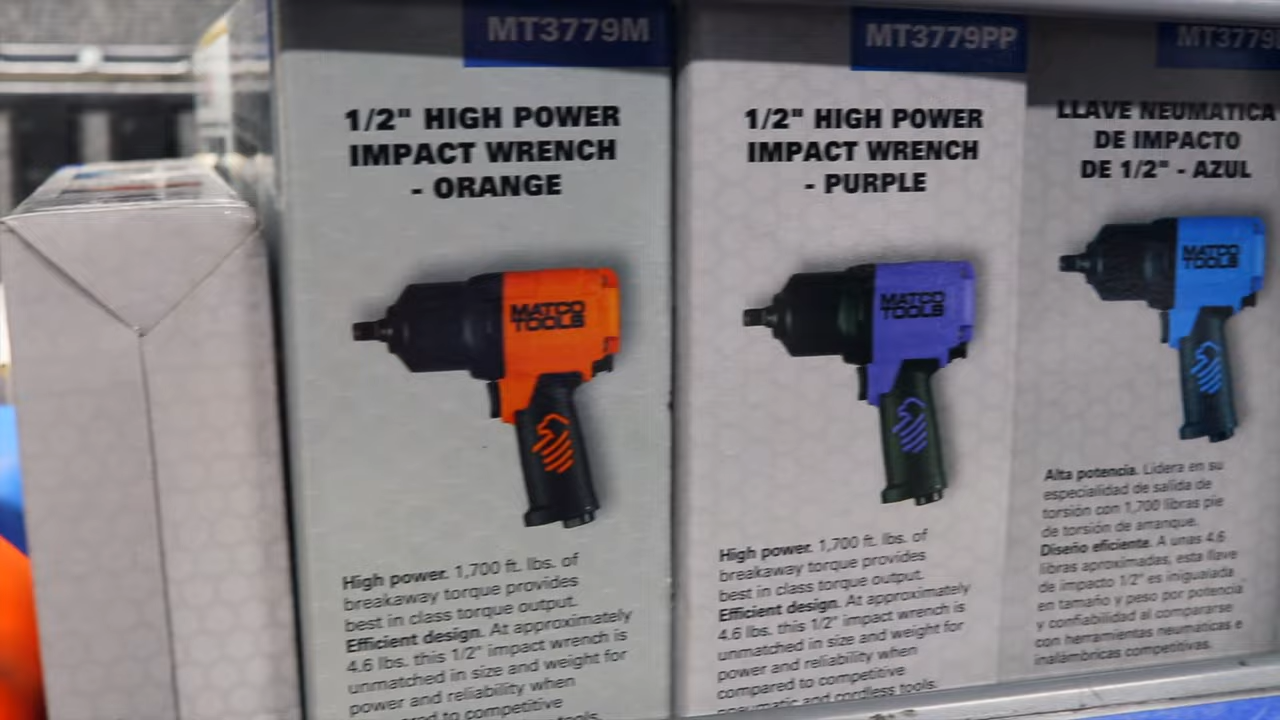 MT3779M
1/2" HIGH POWER
IMPACT WRENCH
- ORANGE
MATCO
TOOLS
High power. 1,700 ft. lbs. of
breakaway torque provides
best in class torque output.
Efficient design. At approximately
4.6 lbs. this 1/2" impact wrench is
unmatched in size and weight for
power and reliability when
to competitive
tools.
MT3779PP
1/2" HIGH POWER
IMPACT WRENCH
- PURPLE
MATCO
TOOLS
High power. 1,700 ft. lbs. of
breakaway torque provides
best in class torque output.
Efficient design. At approximately
4.6 lbs. this 1/2" impact wrench is
unmatched in size and weight for
power and reliability when
compared to competitive
pneumatic and cordless tools.
MT3779
LLAVE NEUMATICA
DE IMPACTO
DE 1/2" - AZUL
MATCO
TOOLS
Alta potencia. Lidera en su
especialidad de salida de
torsión con 1,700 libras pie
de torsión de arranque.
Diseño eficiente. A unas 4.6
libras aproximadas, esta llave
de impacto 1/2" es inigualada
en tamaño y peso por potencia
y confiabilidad al compararse
con herramientas neumáticas e
inalámbricas competitivas.